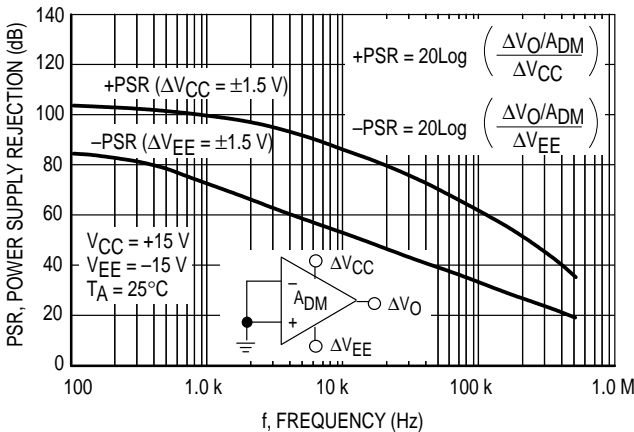 PSR, POWER SUPPLY REJECTION (dB)
140
120
100
80
60
40
20
0
+PSR (ΔVCC = ±1.5 V)
–PSR (ΔVEE = ±1.5 V)
+PSR = 20Log ( ΔVO/ADM
ΔVCC )
–PSR = 20Log ( ΔVO/ADM
ΔVEE )
VCC = +15 V
VEE = –15 V
TA = 25°C
ΔVCC
–
ADM
+
ΔVO
ΔVEE
100
1.0 k
10 k
100 k
1.0 M
f, FREQUENCY (Hz)